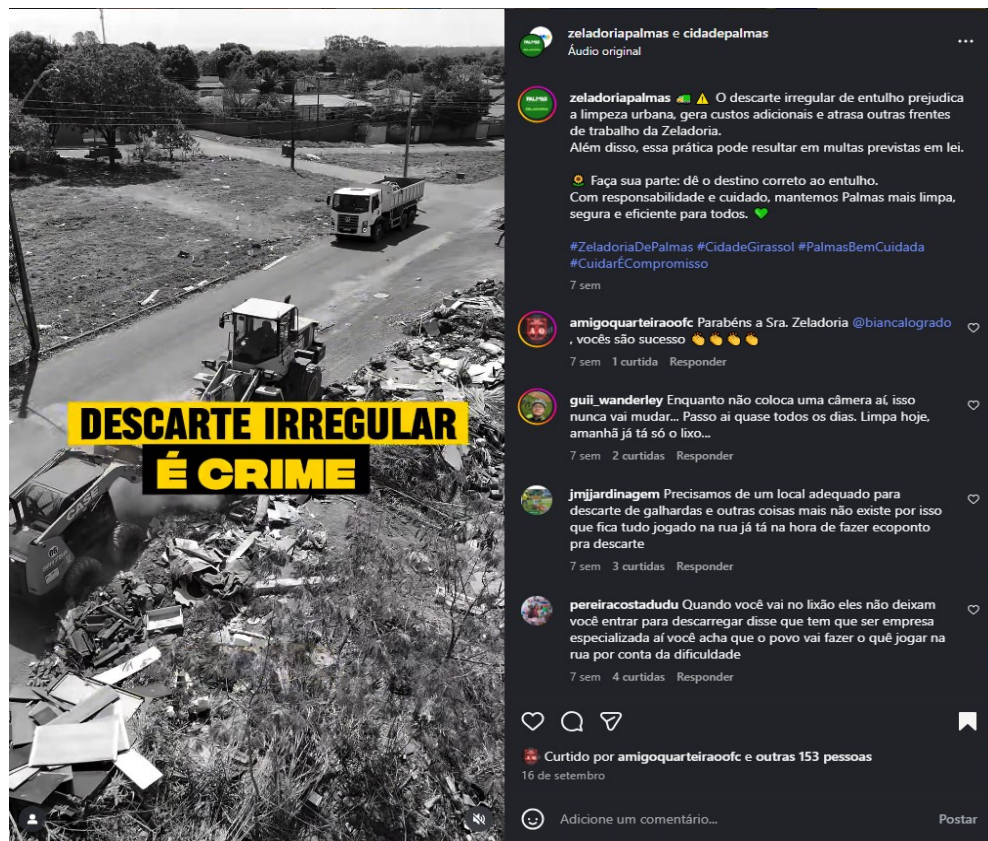 DESCARTE IRREGULAR
É CRIME
CASE
06
zeladoriapalmas e cidadepalmas
Áudio original
zeladoriapalmas 🚛 ⚠️ O descarte irregular de entulho prejudica
a limpeza urbana, gera custos adicionais e atrasa outras frentes
de trabalho da Zeladoria.
Além disso, essa prática pode resultar em multas previstas em lei.
🌻 Faça sua parte: dê o destino correto ao entulho.
Com responsabilidade e cuidado, mantemos Palmas mais limpa,
segura e eficiente para todos. 💚
#ZeladoriaDePalmas #CidadeGirassol #PalmasBemCuidada
#CuidarÉCompromisso
7 sem
amigoquarteiraoofc Parabéns a Sra. Zeladoria @biancalogrado
, vocês são sucesso 👏👏👏👏
7 sem 1 curtida Responder
guii_wanderley Enquanto não coloca uma câmera aí, isso
nunca vai mudar... Passo ai quase todos os dias. Limpa hoje,
amanhã já tá só o lixo...
7 sem 2 curtidas Responder
jmjjardinagem Precisamos de um local adequado para
descarte de galhardas e outras coisas mais não existe por isso
que fica tudo jogado na rua já tá na hora de fazer ecoponto
pra descarte
7 sem 3 curtidas Responder
pereiracostadudu Quando você vai no lixão eles não deixam
você entrar para descarregar disse que tem que ser empresa
especializada aí você acha que o povo vai fazer o quê jogar na
rua por conta da dificuldade
7 sem 4 curtidas Responder
Curtido por amigoquarteiraoofc e outras 153 pessoas
16 de setembro
Adicione um comentário...
Postar